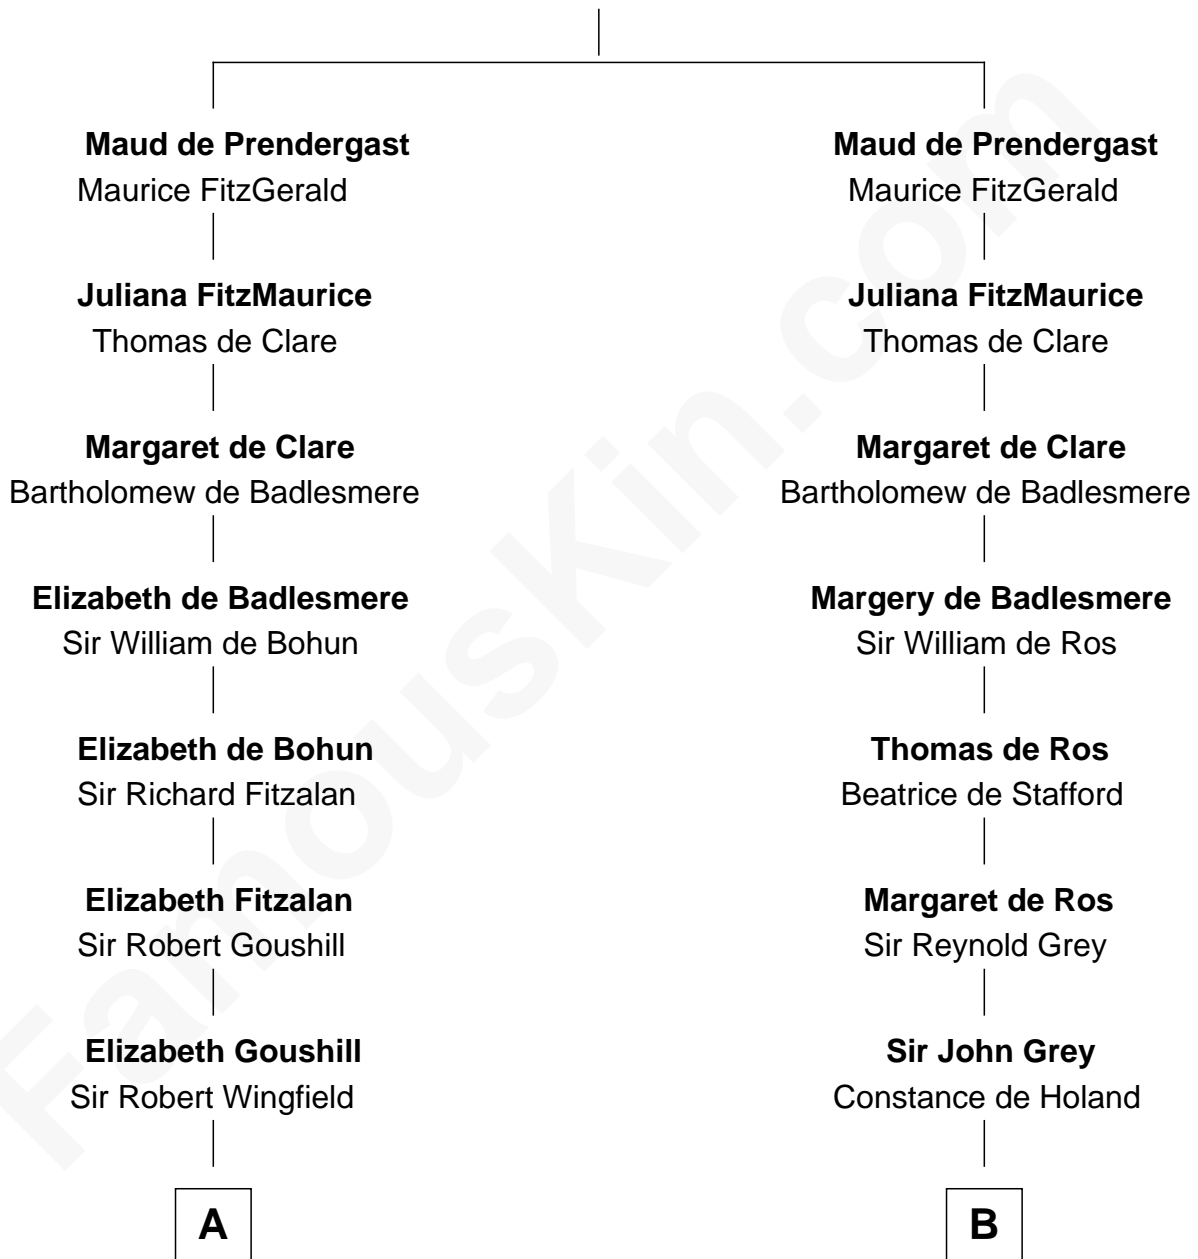 Maud de Prendergast
Maurice FitzGerald
Juliana FitzMaurice
Thomas de Clare
Margaret de Clare
Bartholomew de Badlesmere
Elizabeth de Badlesmere
Sir William de Bohun
Elizabeth de Bohun
Sir Richard Fitzalan
Elizabeth Fitzalan
Sir Robert Goushill
Elizabeth Goushill
Sir Robert Wingfield
A
Maud de Prendergast
Maurice FitzGerald
Juliana FitzMaurice
Thomas de Clare
Margaret de Clare
Bartholomew de Badlesmere
Margery de Badlesmere
Sir William de Ros
Thomas de Ros
Beatrice de Stafford
Margaret de Ros
Sir Reynold Grey
Sir John Grey
Constance de Holand
B
FamousKin.com